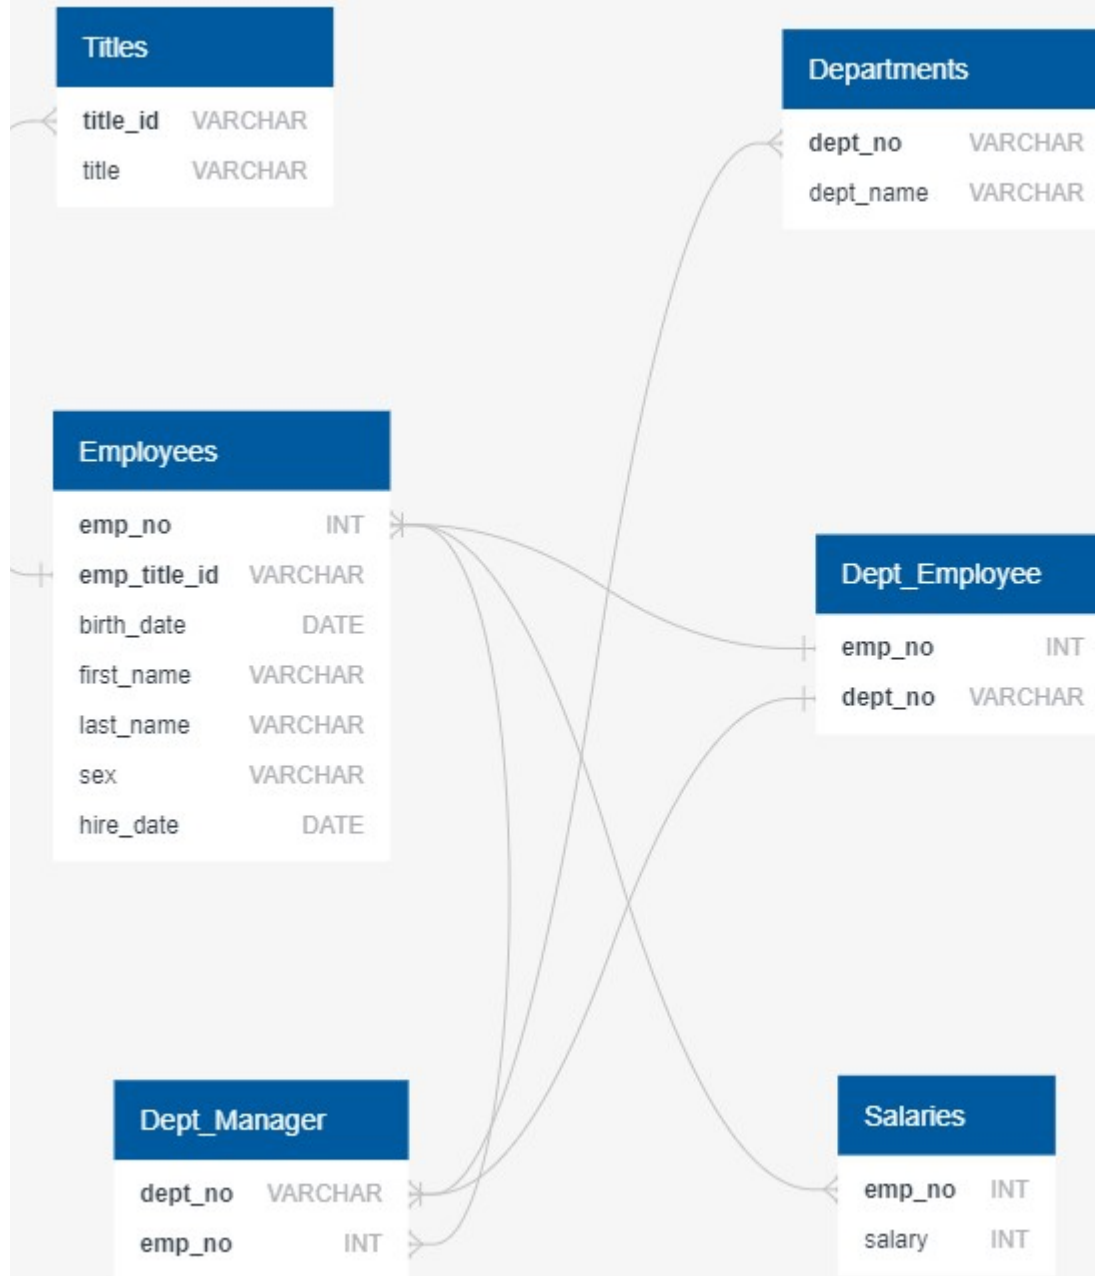 Titles
title_id VARCHAR
title VARCHAR
Departments
dept_no VARCHAR
dept_name VARCHAR
Employees
emp_no INT
emp_title_id VARCHAR
birth_date DATE
first_name VARCHAR
last_name VARCHAR
sex VARCHAR
hire_date DATE
Dept_Employee
emp_no INT
dept_no VARCHAR
Dept_Manager
dept_no VARCHAR
emp_no INT
Salaries
emp_no INT
salary INT